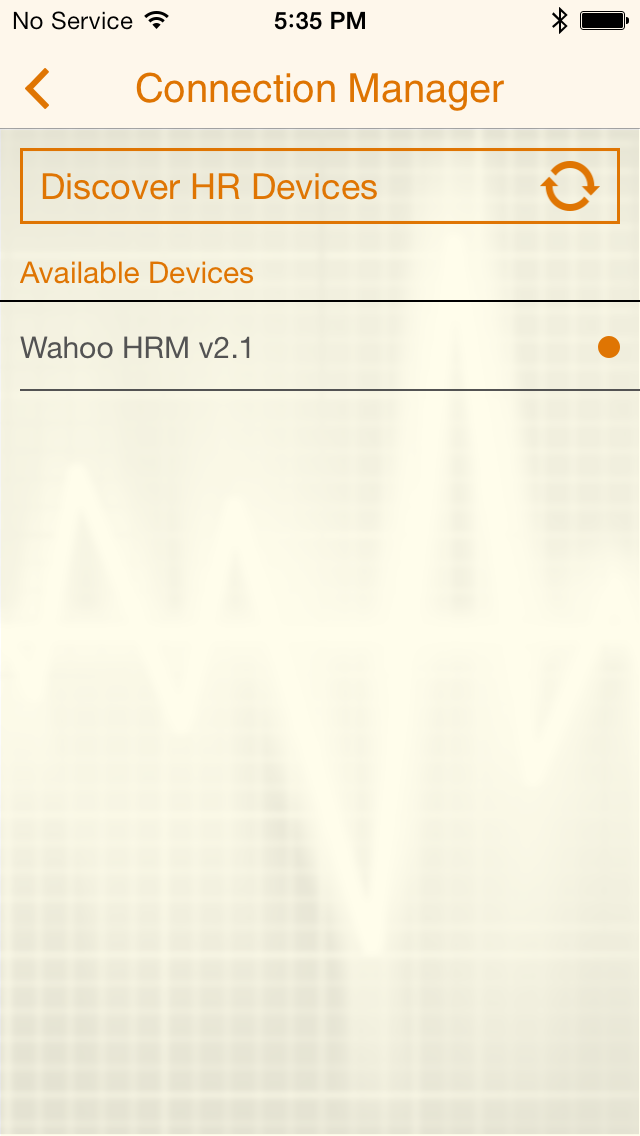 No Service 5:35 PM
Connection Manager
Discover HR Devices
Available Devices
Wahoo HRM v2.1